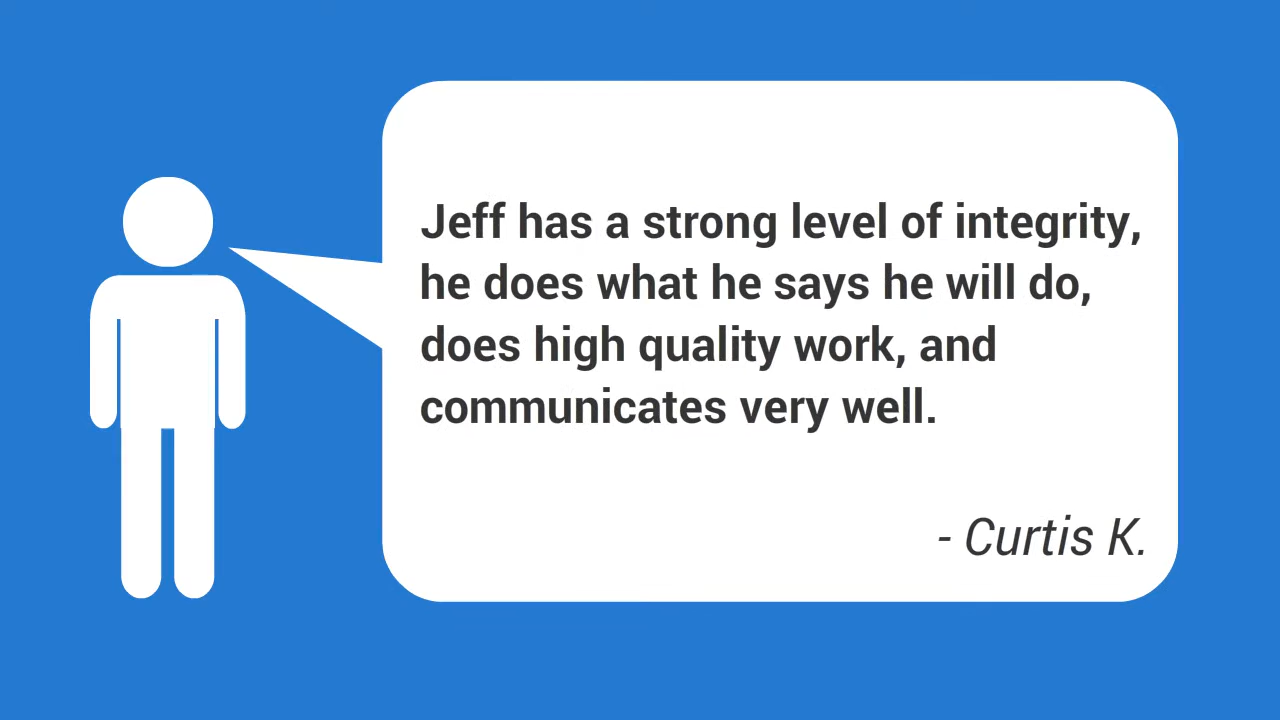 Jeff has a strong level of integrity,
he does what he says he will do,
does high quality work, and
communicates very well.
- Curtis K.